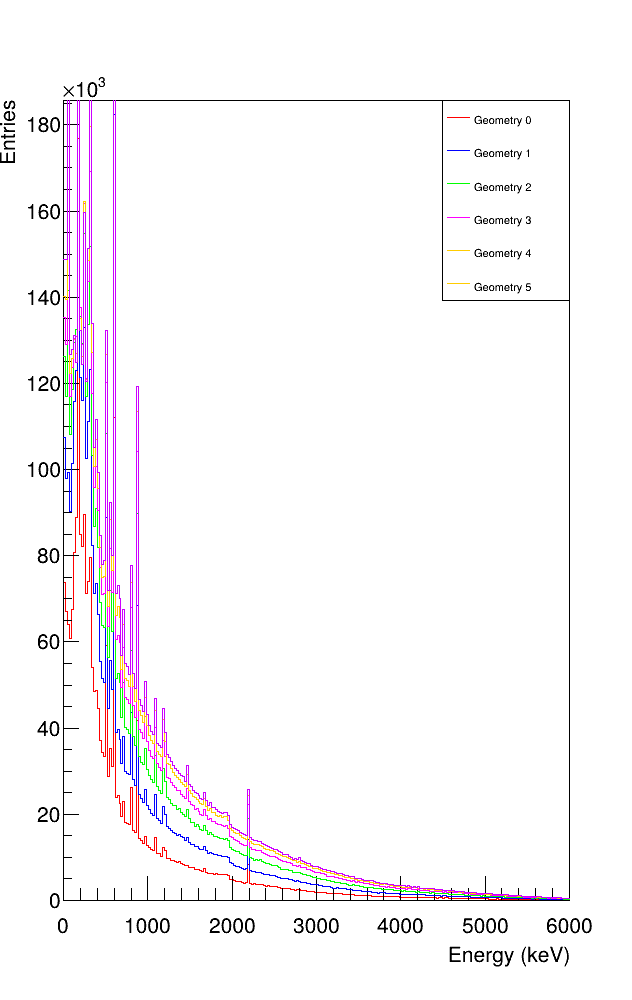 ×10³
Entries
180
160
140
120
100
80
60
40
20
0
0 1000 2000 3000 4000 5000 6000
Energy (keV)
Geometry 0
Geometry 1
Geometry 2
Geometry 3
Geometry 4
Geometry 5